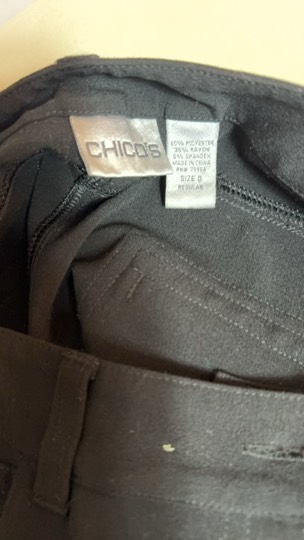 CHICO'S
60% POLYESTER
35% RAYON
5% SPANDEX
MADE IN CHINA
SIZE 0
REGULAR